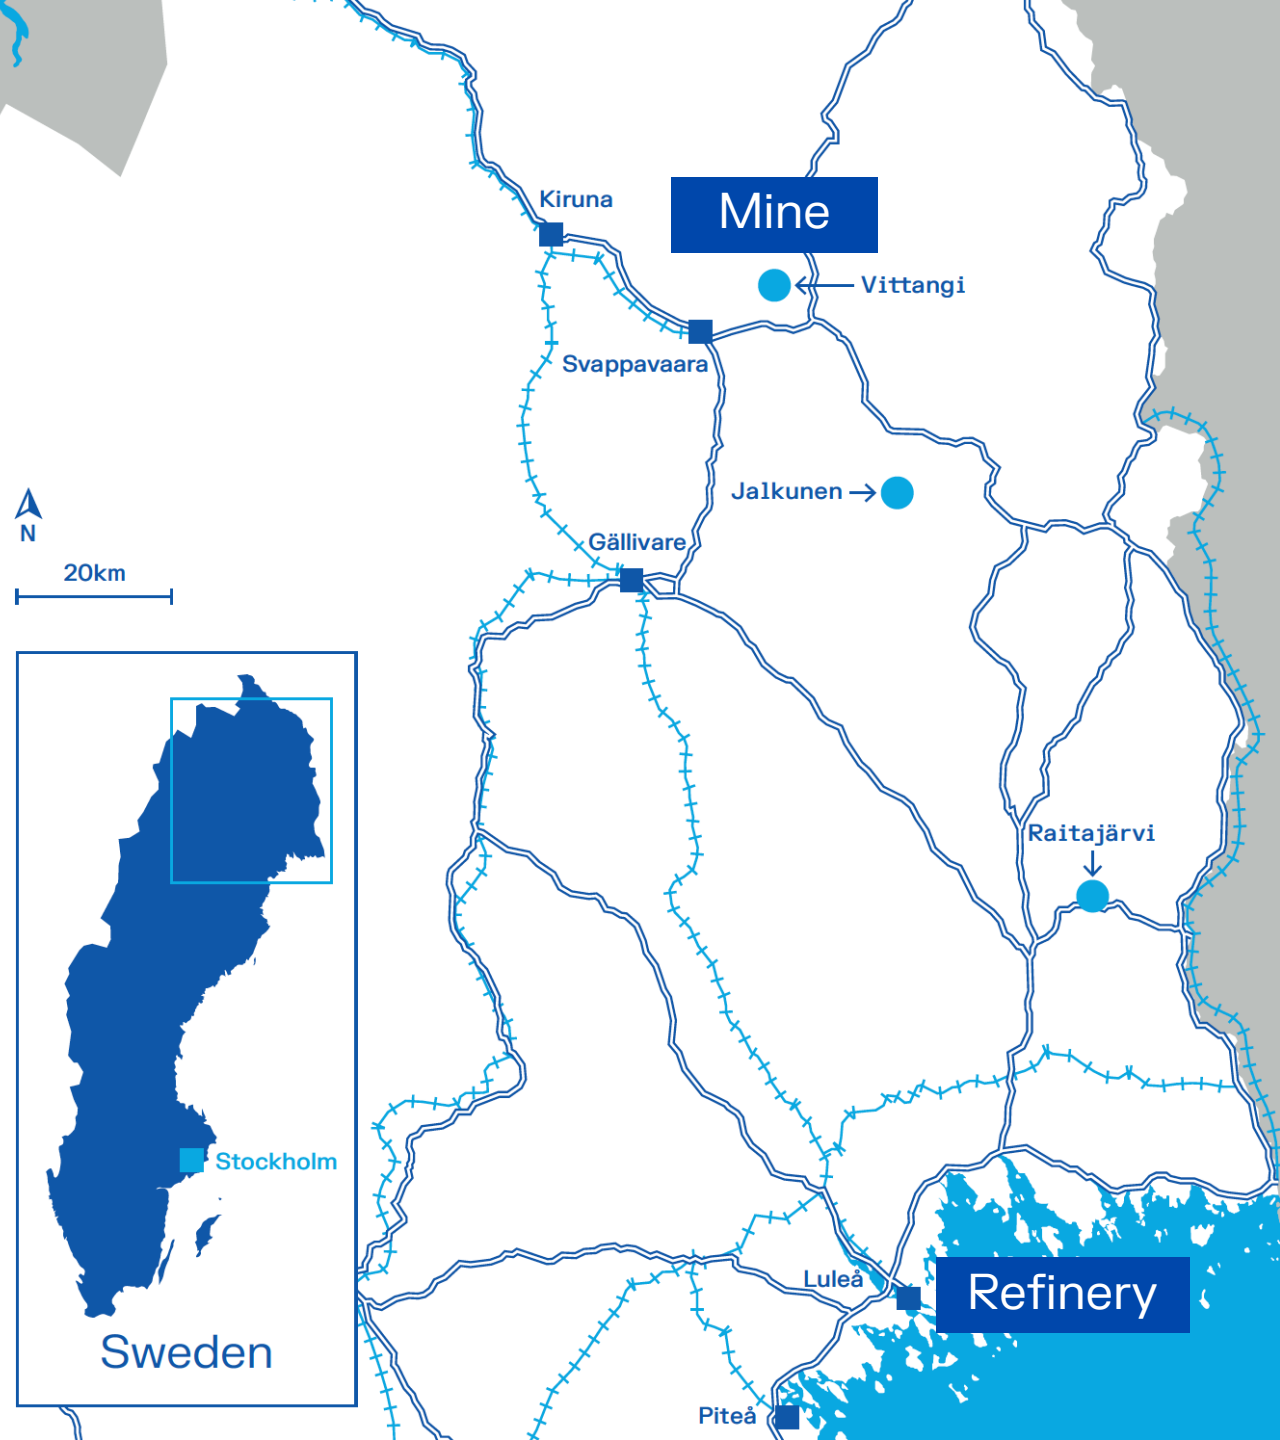 Kiruna
Mine
Vittangi
Svappavaara
Jalkunen
N
Gällivare
20km
Raitajärvi
Stockholm
Luleå
Refinery
Sweden
Piteå